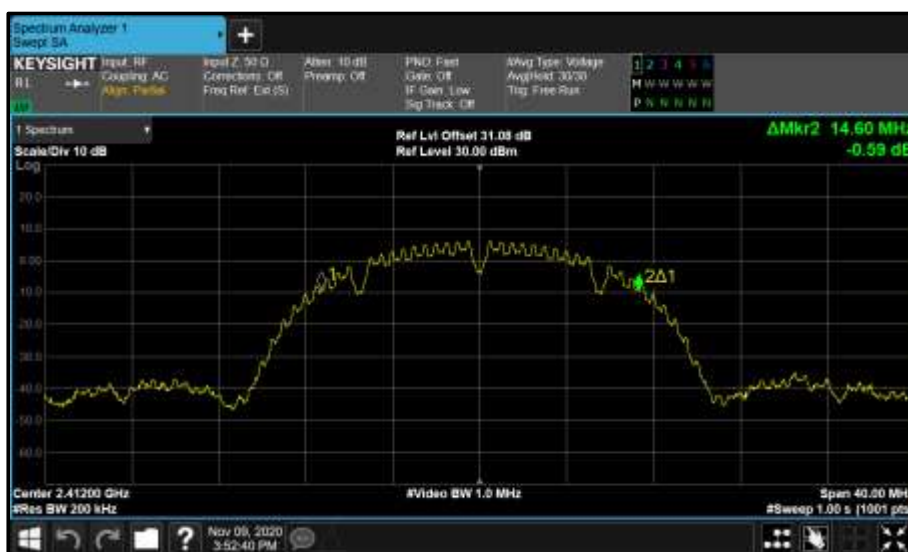 Spectrum Analyzer 1
Swept SA
+
KEYSIGHT Input: RF Input Z: 50 Ω Atten: 10 dB PNO: Fast #Avg Type: Voltage 1 2 3 4 5 6
Coupling: AC Corrections: Off Preamp: Off Gate: Off Avg|Hold: 30/30 M W W W W W W
Align: Partial Freq Ref: Ext (S) IF Gain: Low Trig: Free Run
Sig Track: Off P N N N N N
1 Spectrum
Ref Lvl Offset 31.08 dB
ΔMkr2 14.60 MH
Scale/Div 10 dB
Ref Level 30.00 dBm
-0.59 dB
Log
20.0
10.0
0.00
1
2Δ1
-10.0
-20.0
-30.0
-40.0
-50.0
-60.0
Center 2.41200 GHz
#Video BW 1.0 MHz
Span 40.00 MH
#Res BW 200 kHz
#Sweep 1.00 s (1001 pts
?
Nov 09, 2020
3:52:40 PM